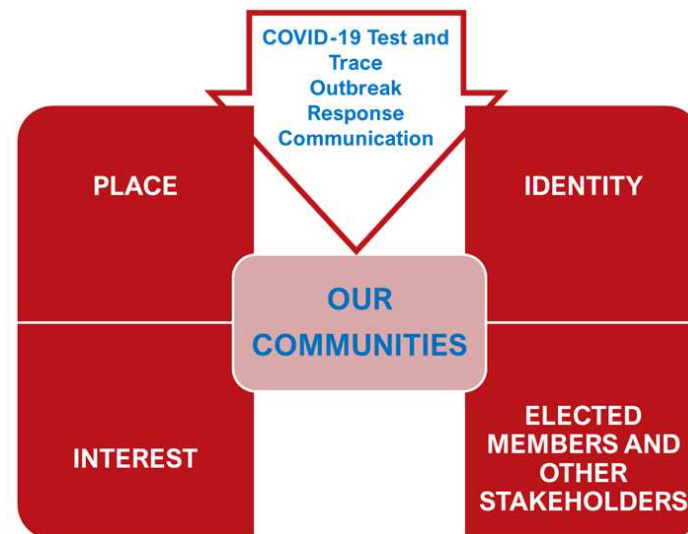 COVID-19 Test and
Trace
Outbreak
Response
Communication
PLACE
IDENTITY
OUR
COMMUNITIES
INTEREST
ELECTED
MEMBERS AND
OTHER
STAKEHOLDERS